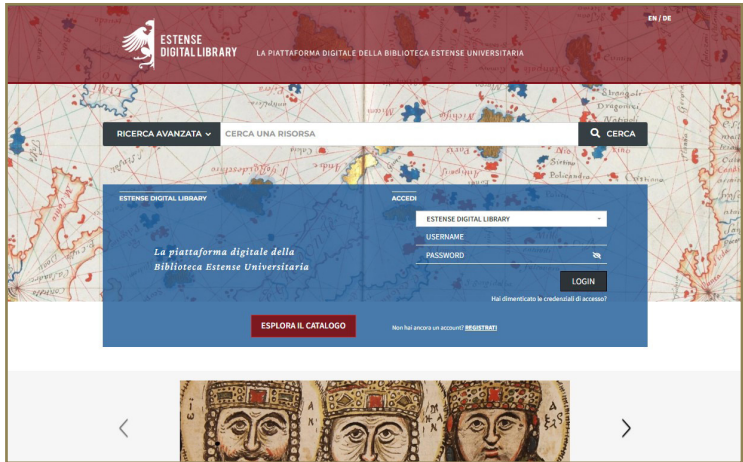 EN / DE
ESTENSE
DIGITAL LIBRARY
LA PIATTAFORMA DIGITALE DELLA BIBLIOTECA ESTENSE UNIVERSITARIA
RICERCA AVANZATA
CERCA UNA RISORSA
CERCA
ESTENSE DIGITAL LIBRARY
La piattaforma digitale della
Biblioteca Estense Universitaria
ESPLORA IL CATALOGO
ACCEDI
ESTENSE DIGITAL LIBRARY
USERNAME
PASSWORD
LOGIN
Hai dimenticato le credenziali di accesso?
Non hai ancora un account? REGISTRATI